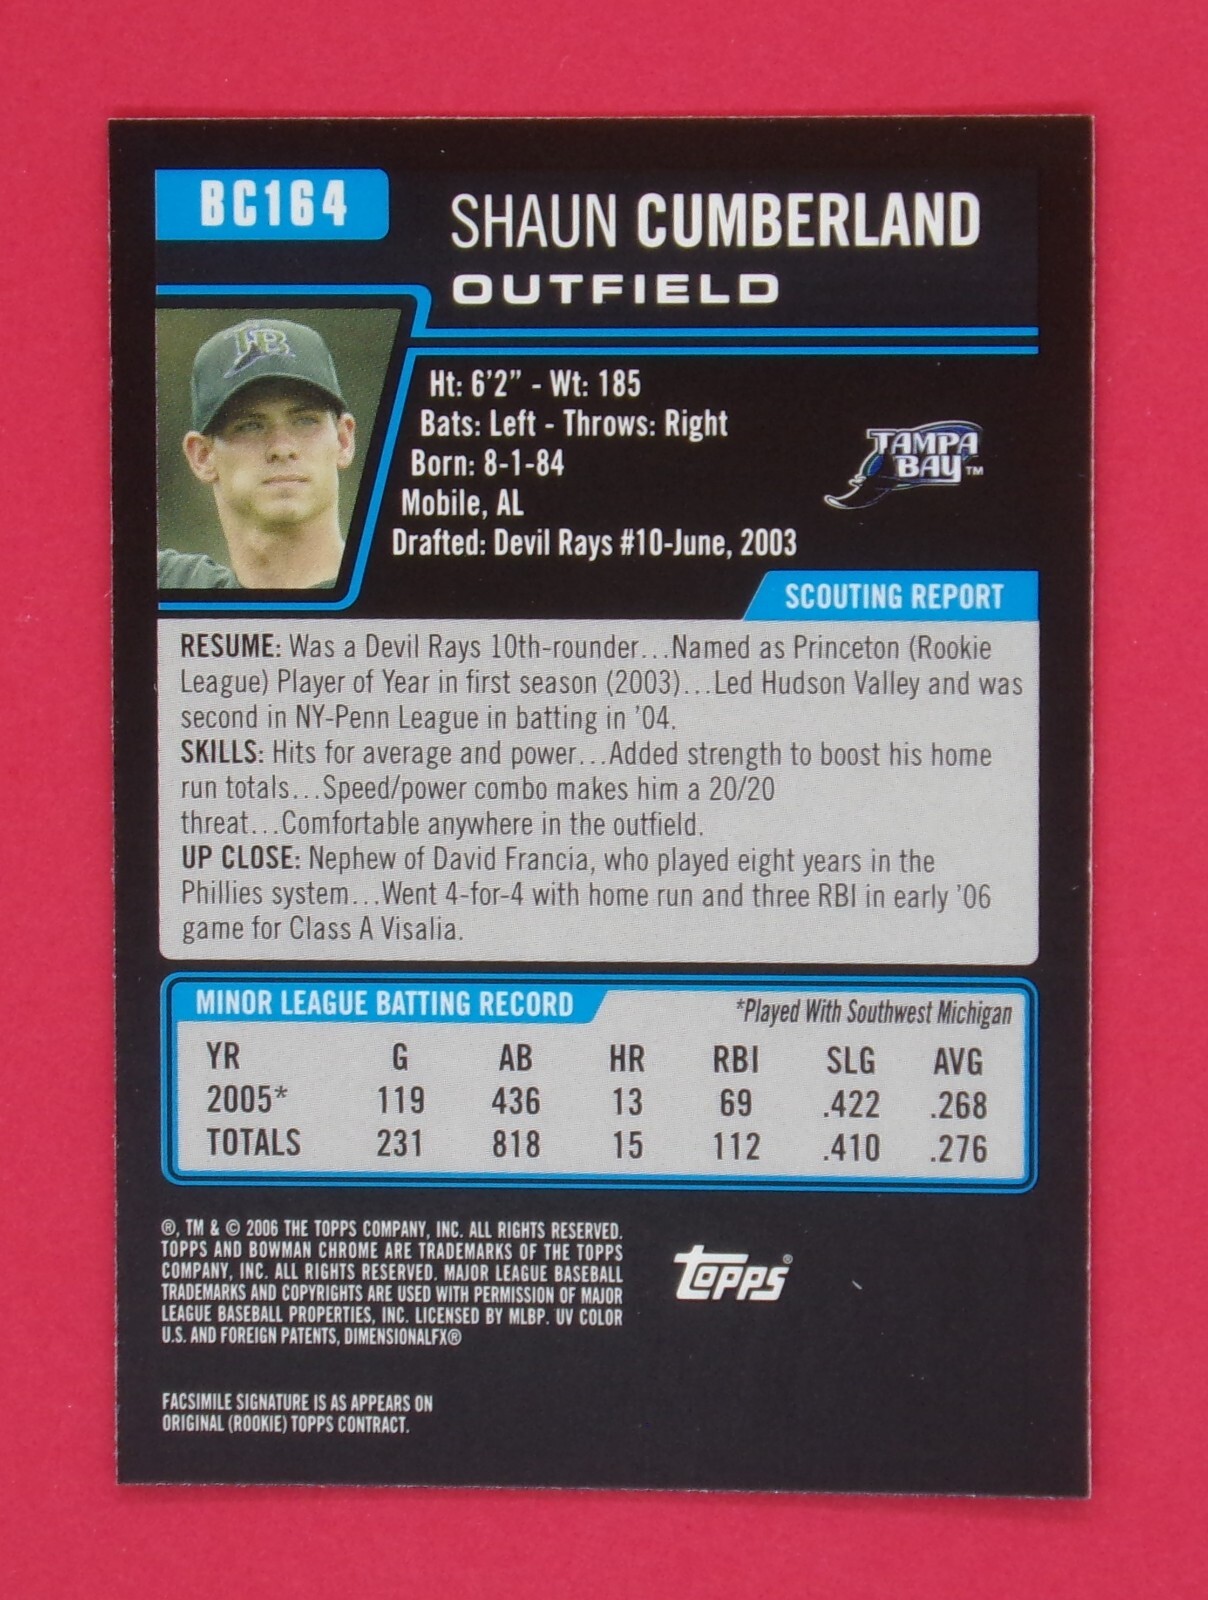 BC164
SHAUN CUMBERLAND
OUTFIELD
TB
Ht: 6'2" - Wt: 185
Bats: Left - Throws: Right
Born: 8-1-84
Mobile, AL
Drafted: Devil Rays #10-June, 2003
TAMPA
BAY™
SCOUTING REPORT
RESUME: Was a Devil Rays 10th-rounder...Named as Princeton (Rookie
League) Player of Year in first season (2003)...Led Hudson Valley and was
second in NY-Penn League in batting in '04.
SKILLS: Hits for average and power...Added strength to boost his home
run totals...Speed/power combo makes him a 20/20
threat...Comfortable anywhere in the outfield.
UP CLOSE: Nephew of David Francia, who played eight years in the
Phillies system...Went 4-for-4 with home run and three RBI in early '06
game for Class A Visalia.
MINOR LEAGUE BATTING RECORD *Played With Southwest Michigan
YR G AB HR RBI SLG AVG
2005* 119 436 13 69 .422 .268
TOTALS 231 818 15 112 .410 .276
®, TM & © 2006 THE TOPPS COMPANY, INC. ALL RIGHTS RESERVED.
TOPPS AND BOWMAN CHROME ARE TRADEMARKS OF THE TOPPS
COMPANY, INC. ALL RIGHTS RESERVED. MAJOR LEAGUE BASEBALL
TRADEMARKS AND COPYRIGHTS ARE USED WITH PERMISSION OF MAJOR
LEAGUE BASEBALL PROPERTIES, INC. LICENSED BY MLBP. UV COLOR
U.S. AND FOREIGN PATENTS, DIMENSIONALFX®
Topps®
FACSIMILE SIGNATURE IS AS APPEARS ON
ORIGINAL (ROOKIE) TOPPS CONTRACT.